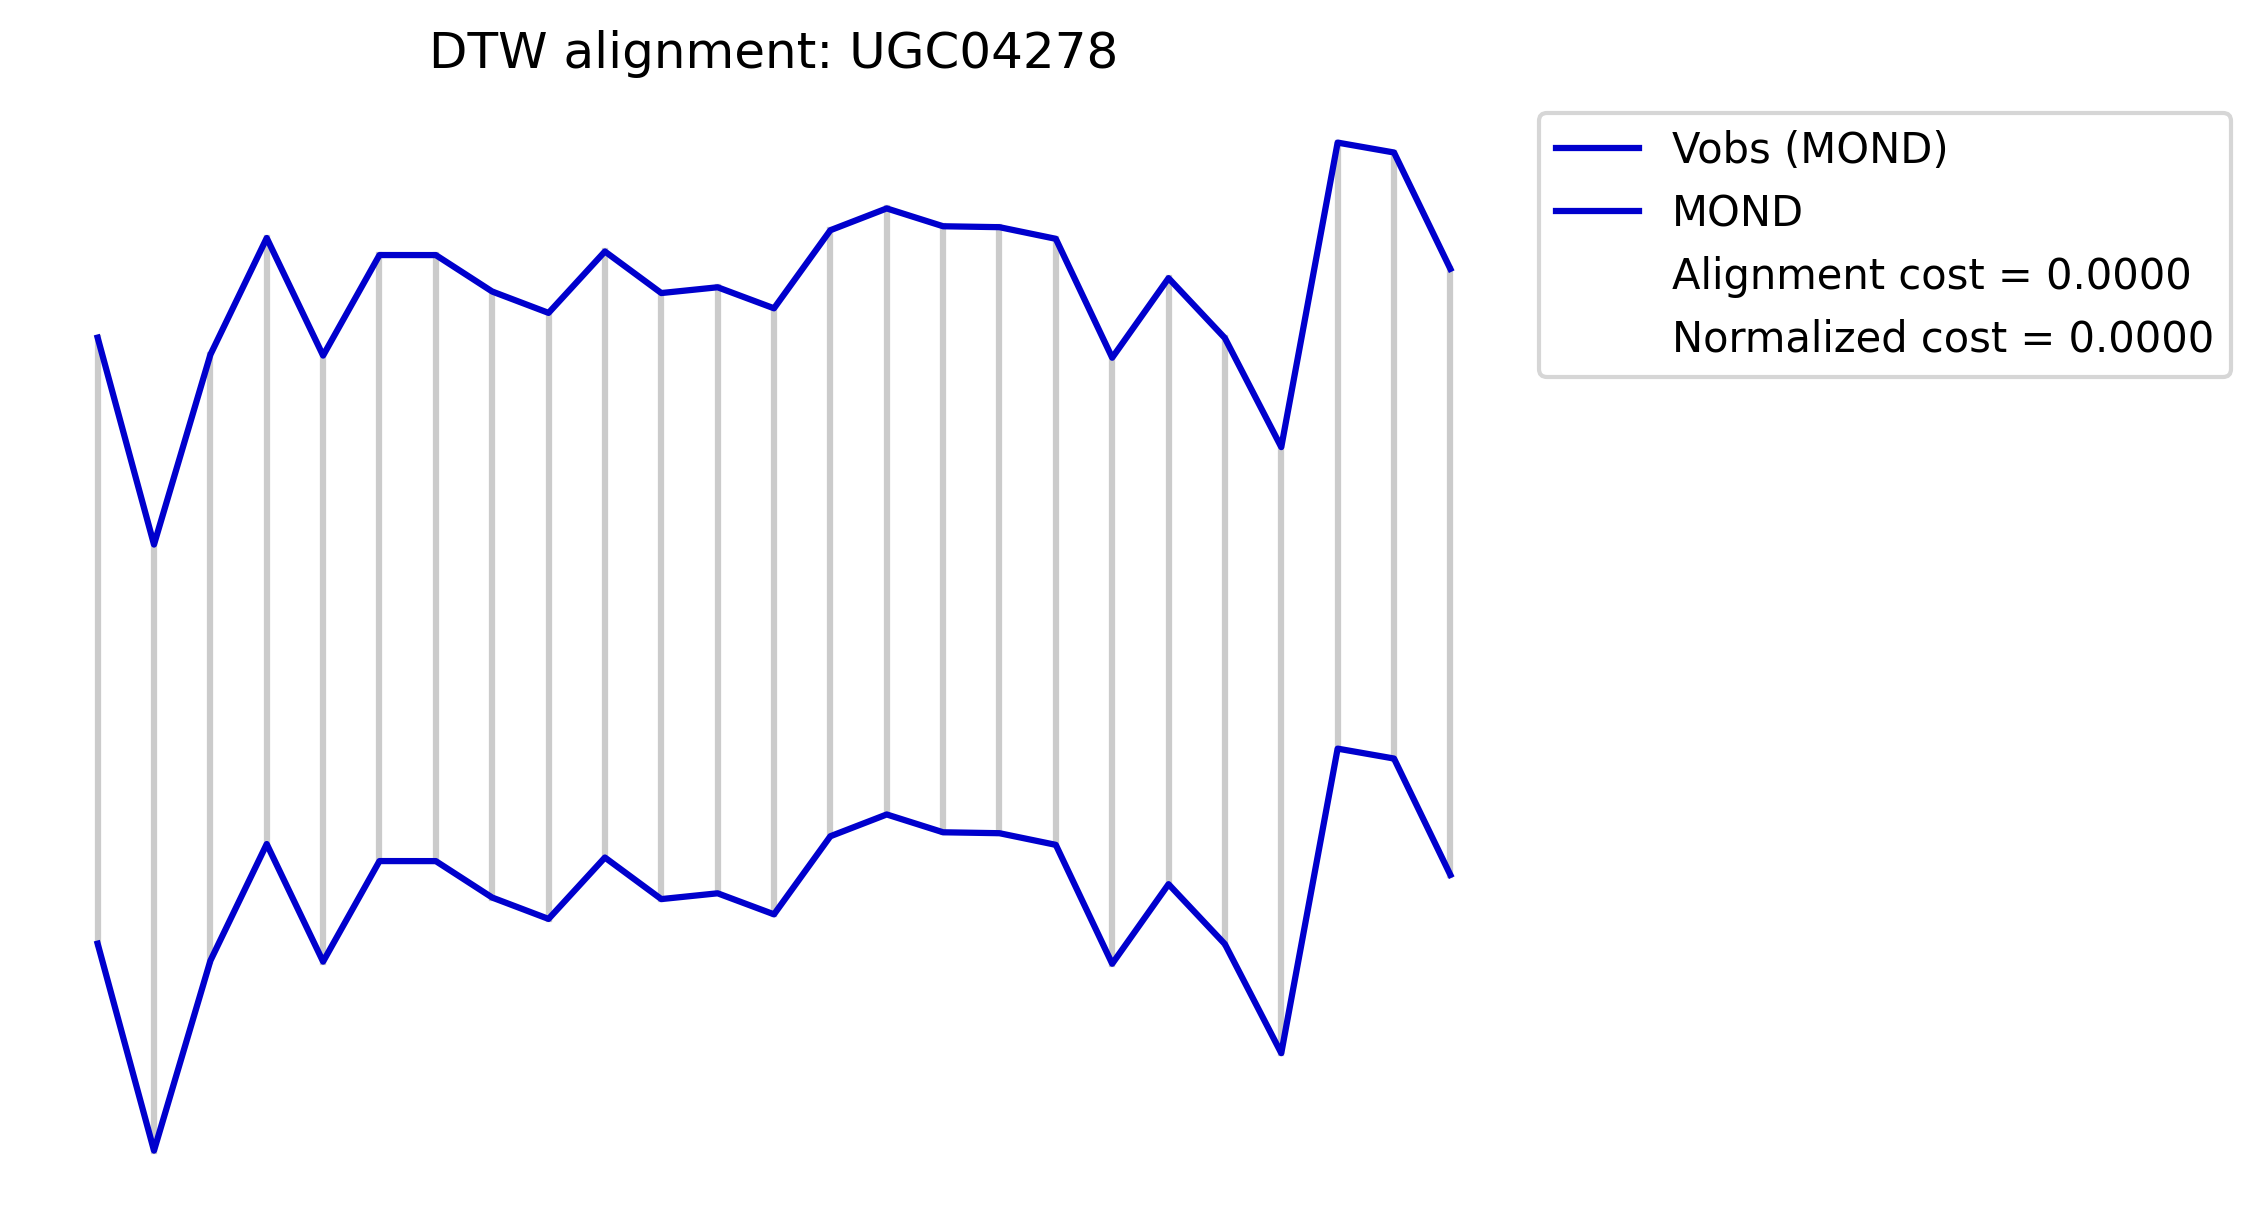 DTW alignment: UGC04278
Vobs (MOND)
MOND
Alignment cost = 0.0000
Normalized cost = 0.0000